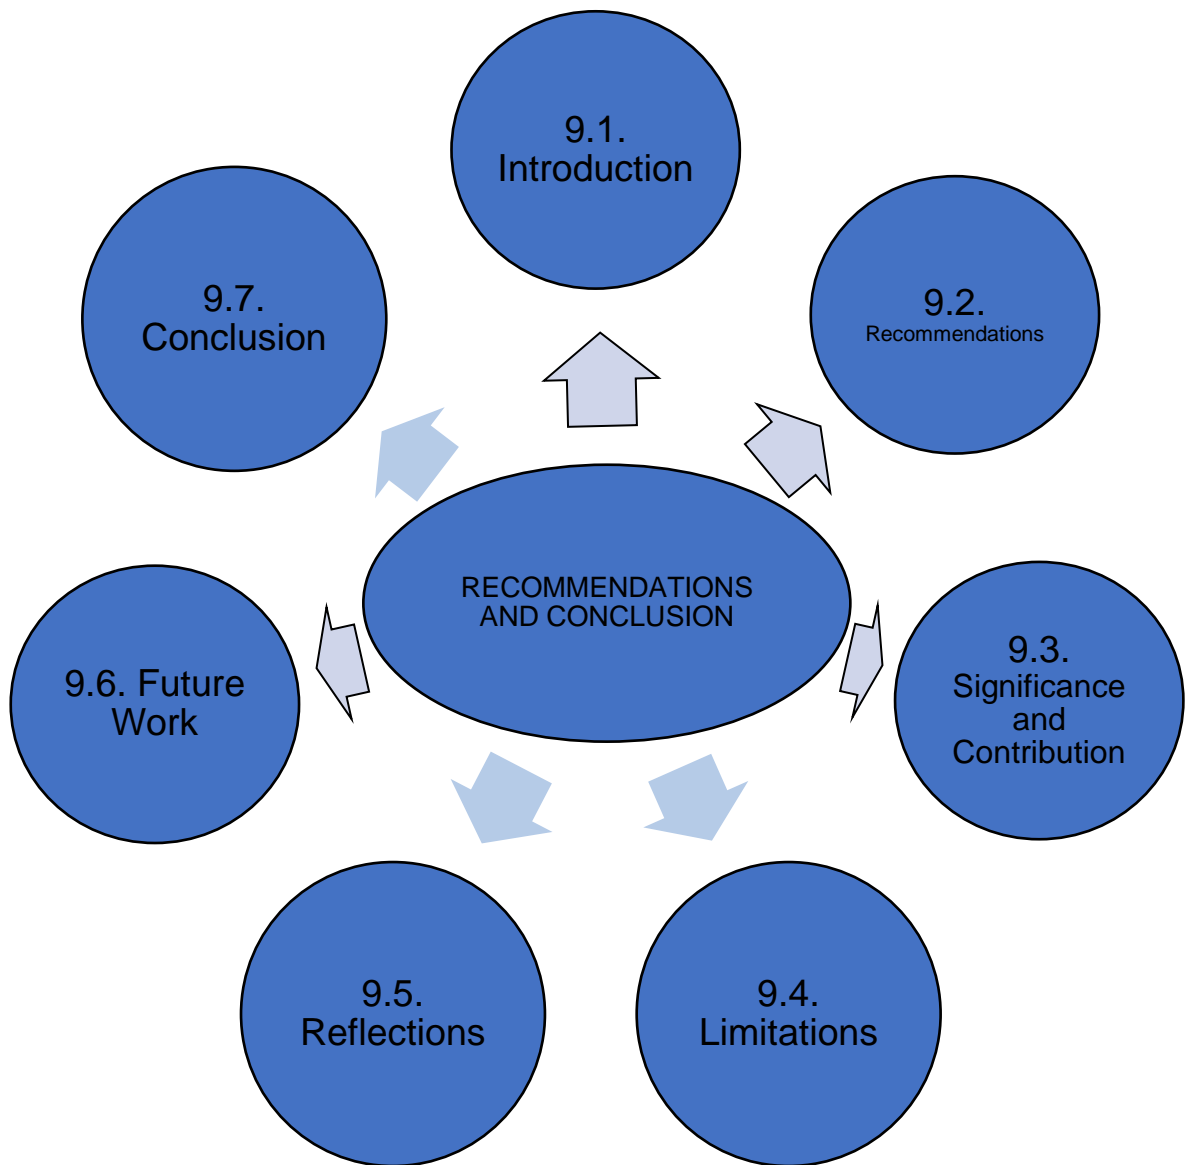 9.1.
Introduction
9.2.
Recommendations
9.3.
Significance
and
Contribution
9.4.
Limitations
9.5.
Reflections
9.6. Future
Work
9.7.
Conclusion
RECOMMENDATIONS
AND CONCLUSION